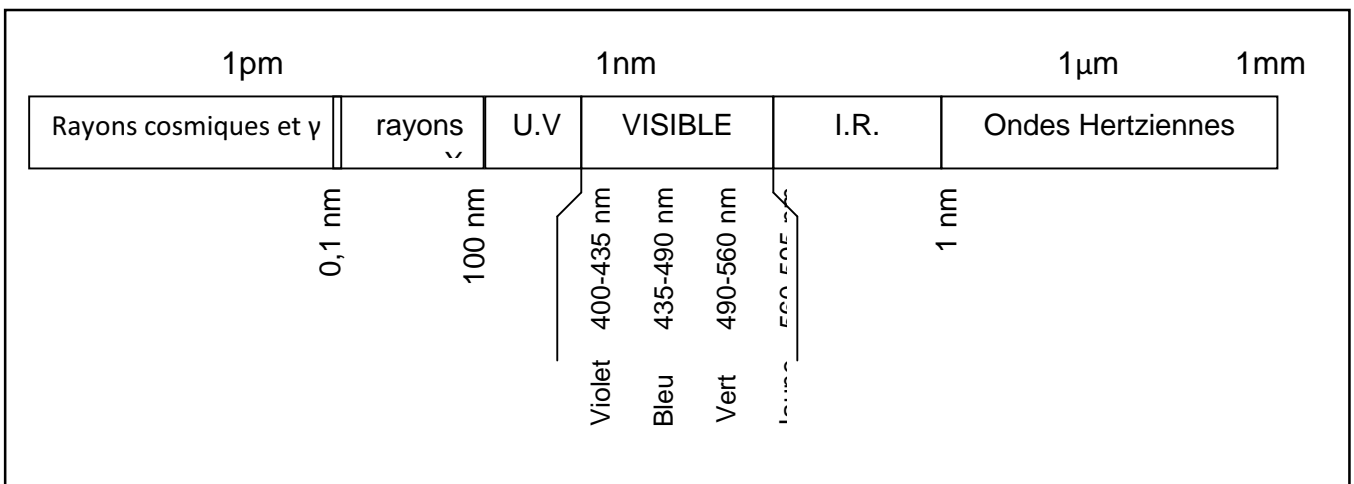 1pm 1nm 1µm 1mm
Rayons cosmiques et γ rayons U.V VISIBLE I.R. Ondes Hertziennes
0,1 nm
100 nm
Violet 400-435 nm
Bleu 435-490 nm
Vert 490-560 nm
1 nm